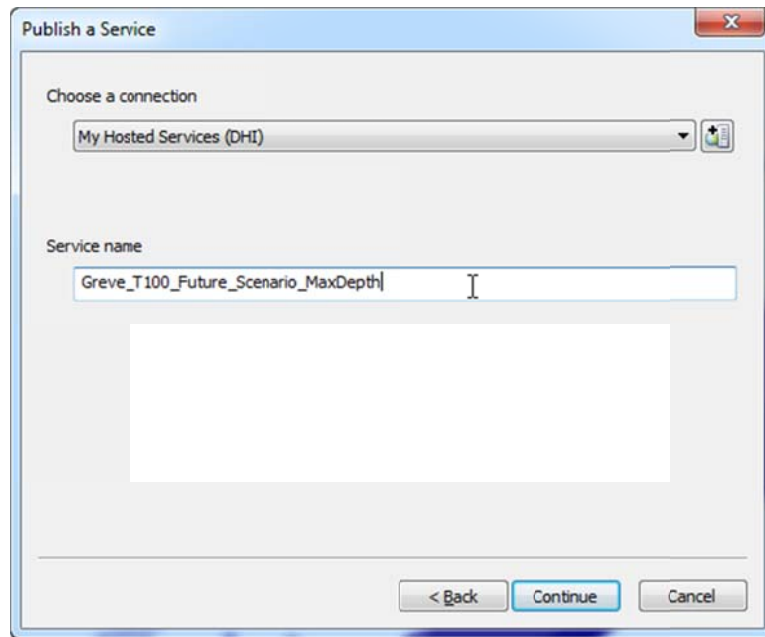 Publish a Service
Choose a connection
My Hosted Services (DHI)
Service name
Greve_T100_Future_Scenario_MaxDepth
< Back
Continue
Cancel